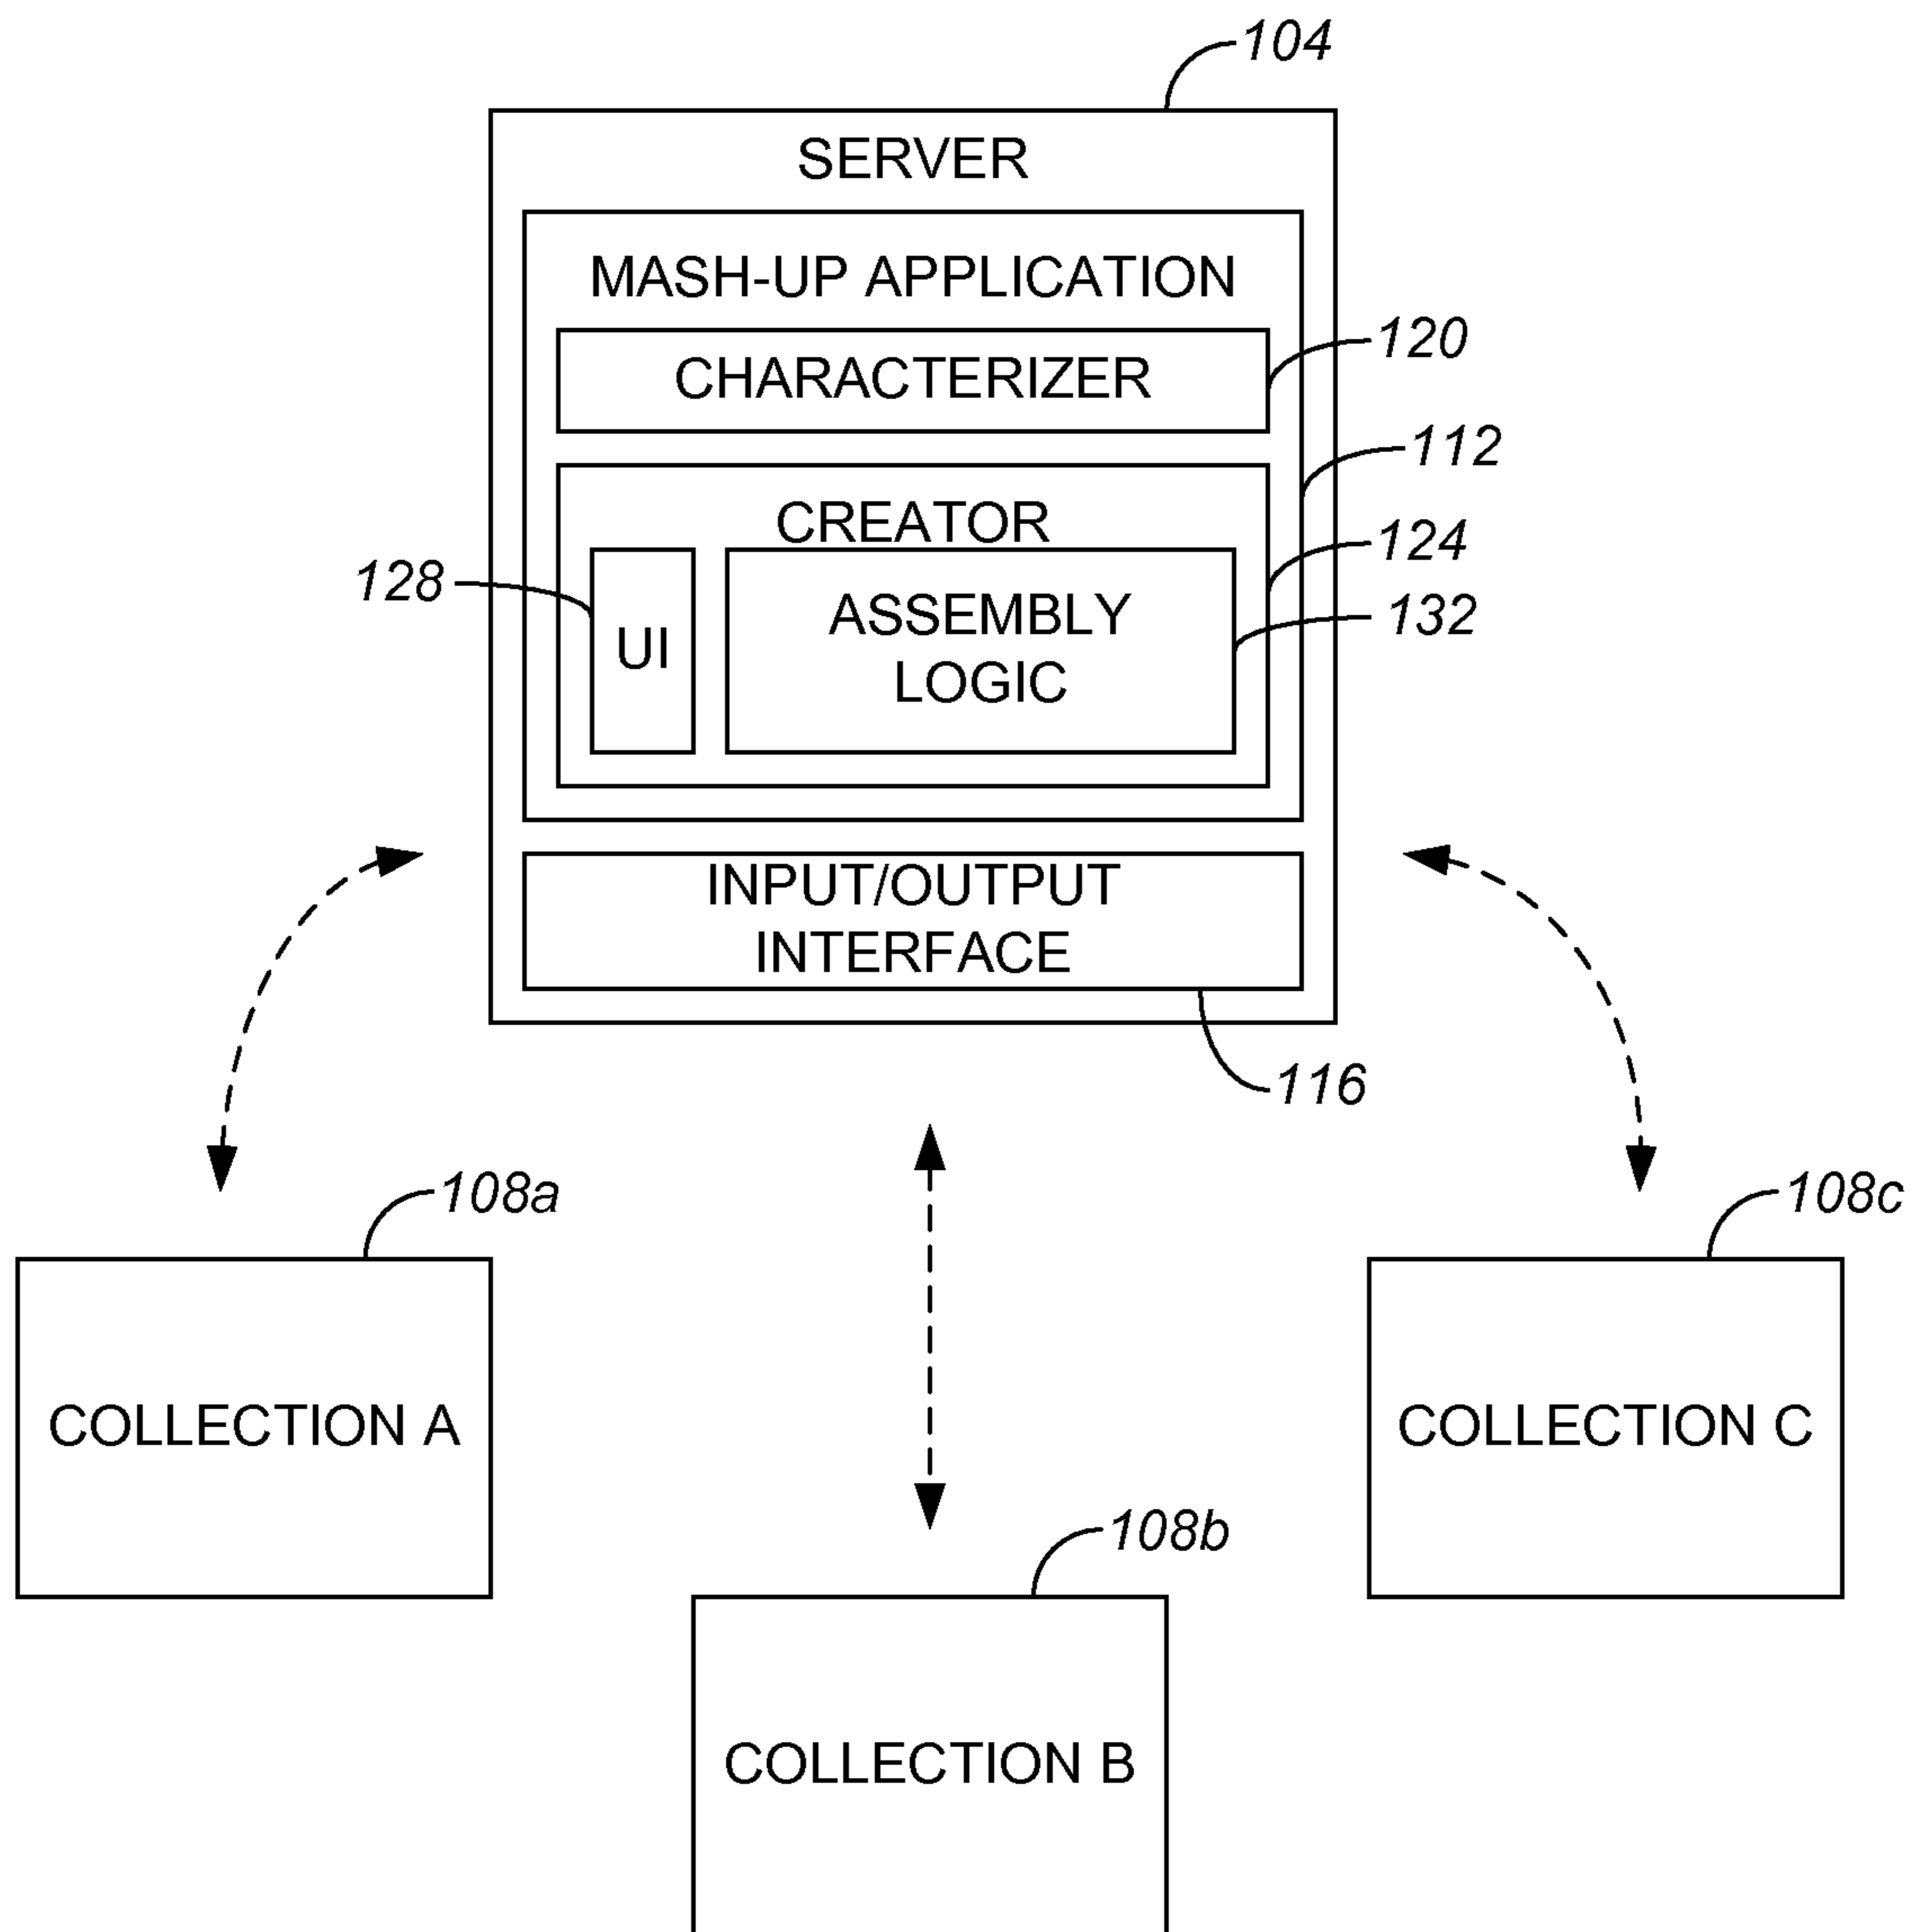 104
SERVER
MASH-UP APPLICATION
CHARACTERIZER
120
112
CREATOR
124
128
UI
ASSEMBLY
LOGIC
132
INPUT/OUTPUT
INTERFACE
116
108a
108c
COLLECTION A
COLLECTION C
108b
COLLECTION B